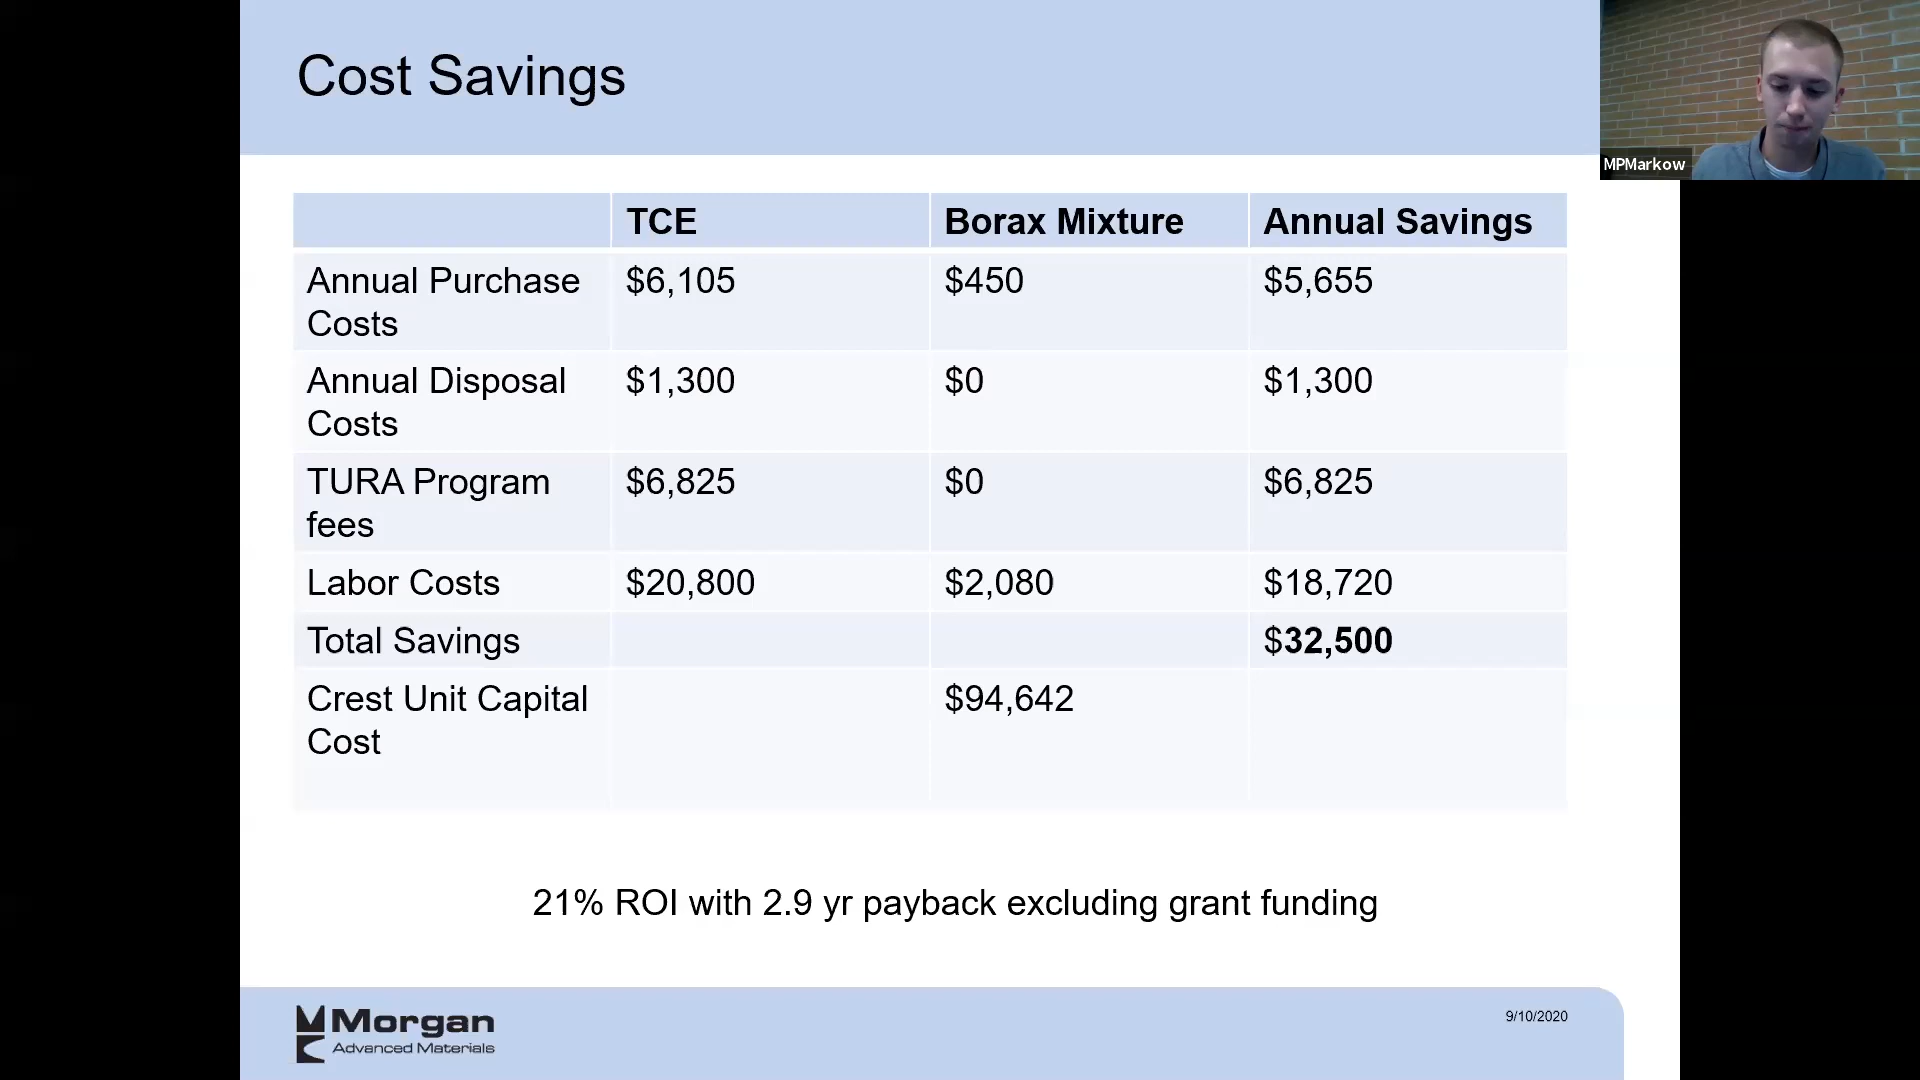 Cost Savings
MPMarkow
TCE Borax Mixture Annual Savings
Annual Purchase $6,105 $450 $5,655
Costs
Annual Disposal $1,300 $0 $1,300
Costs
TURA Program $6,825 $0 $6,825
fees
Labor Costs $20,800 $2,080 $18,720
Total Savings $32,500
Crest Unit Capital $94,642
Cost
21% ROI with 2.9 yr payback excluding grant funding
Morgan
Advanced Materials
9/10/2020